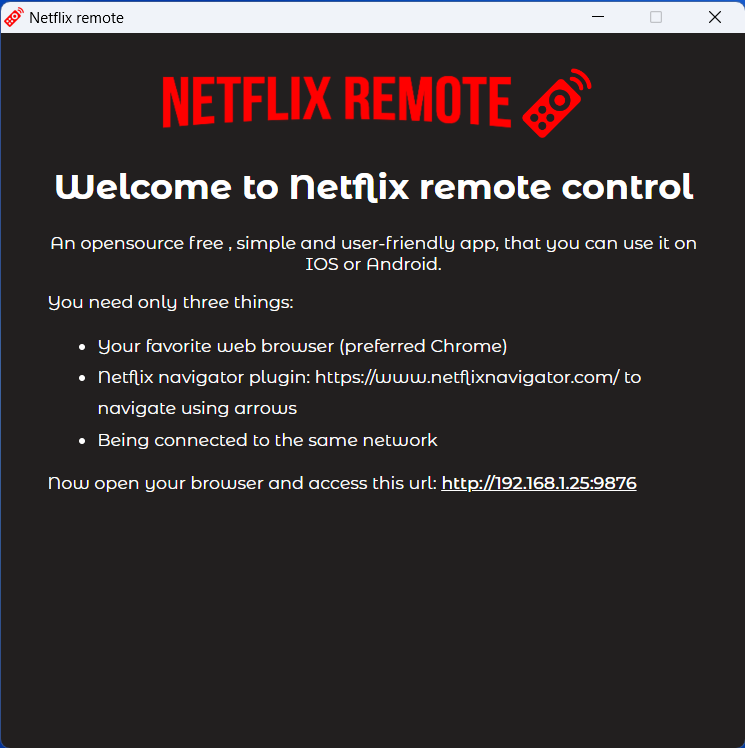 Netflix remote
NETFLIX REMOTE
Welcome to Netflix remote control
An opensource free , simple and user-friendly app, that you can use it on
IOS or Android.
You need only three things:
• Your favorite web browser (preferred Chrome)
• Netflix navigator plugin: https://www.netflixnavigator.com/ to
navigate using arrows
• Being connected to the same network
Now open your browser and access this url: http://192.168.1.25:9876